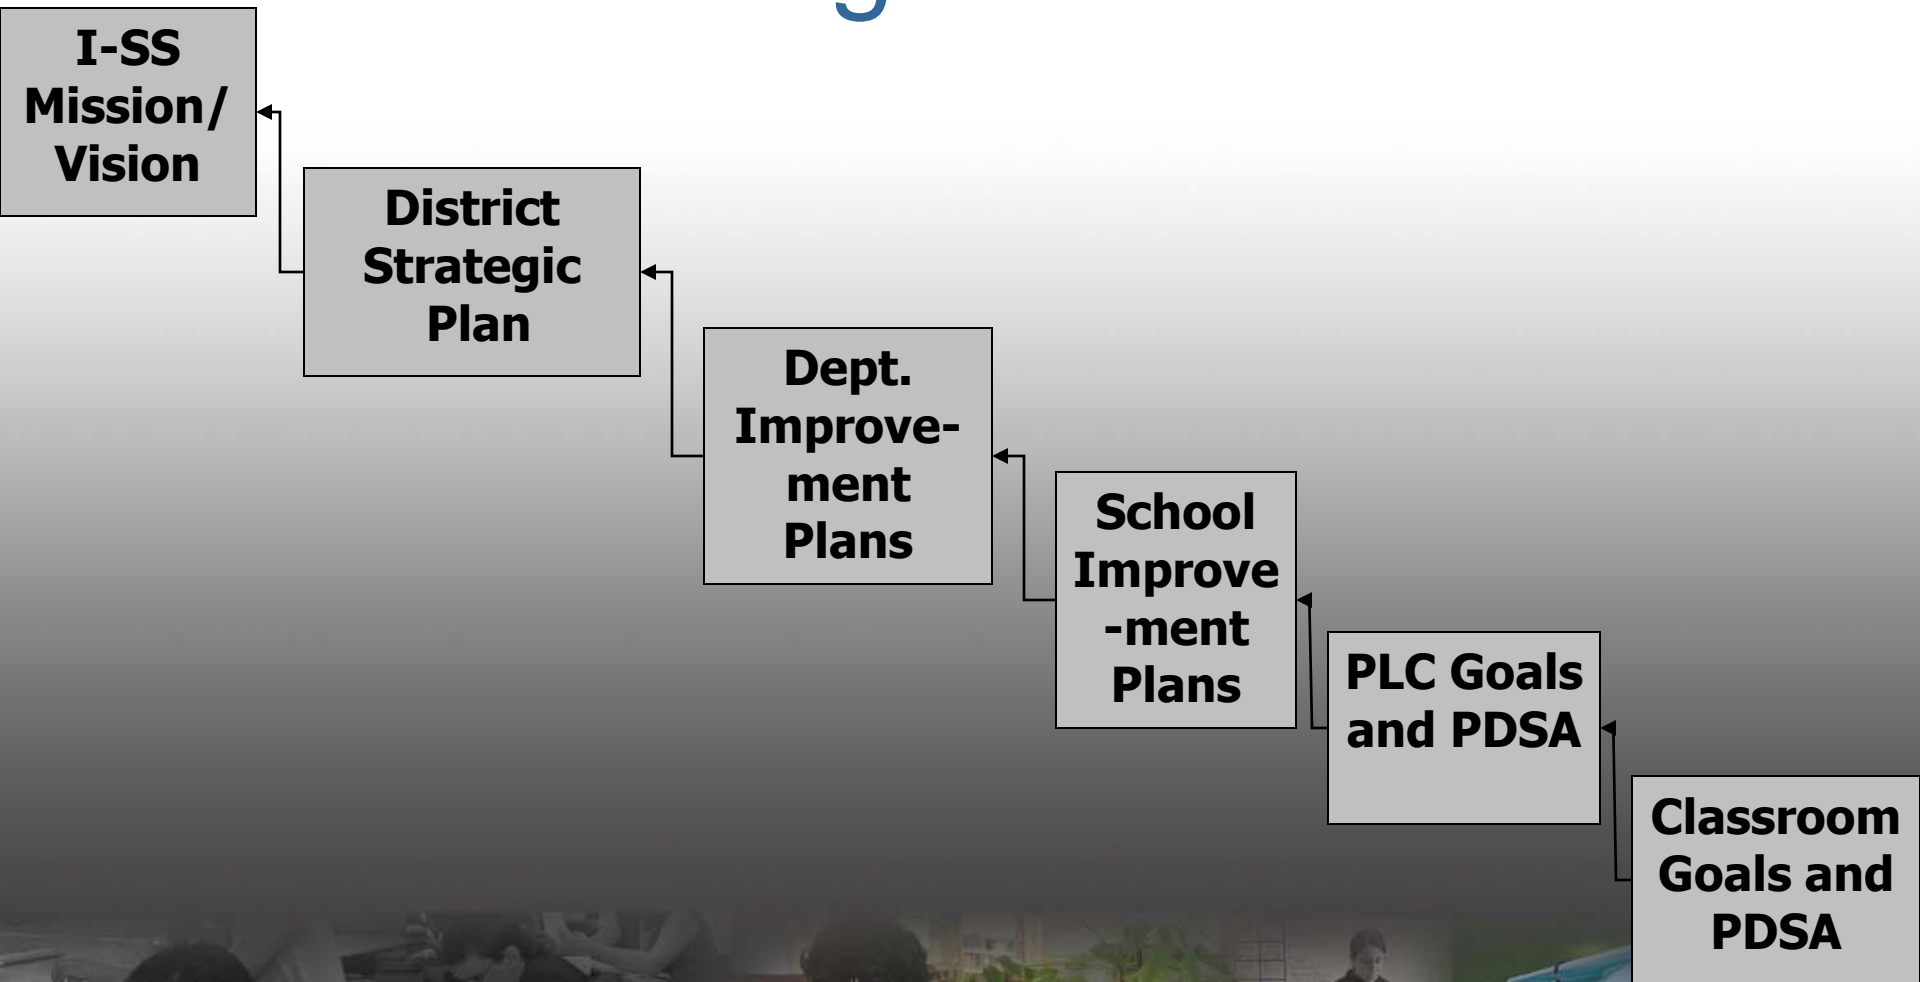 I-SS
Mission/
Vision
District
Strategic
Plan
Dept.
Improve-
ment
Plans
School
Improve
-ment
Plans
PLC Goals
and PDSA
Classroom
Goals and
PDSA